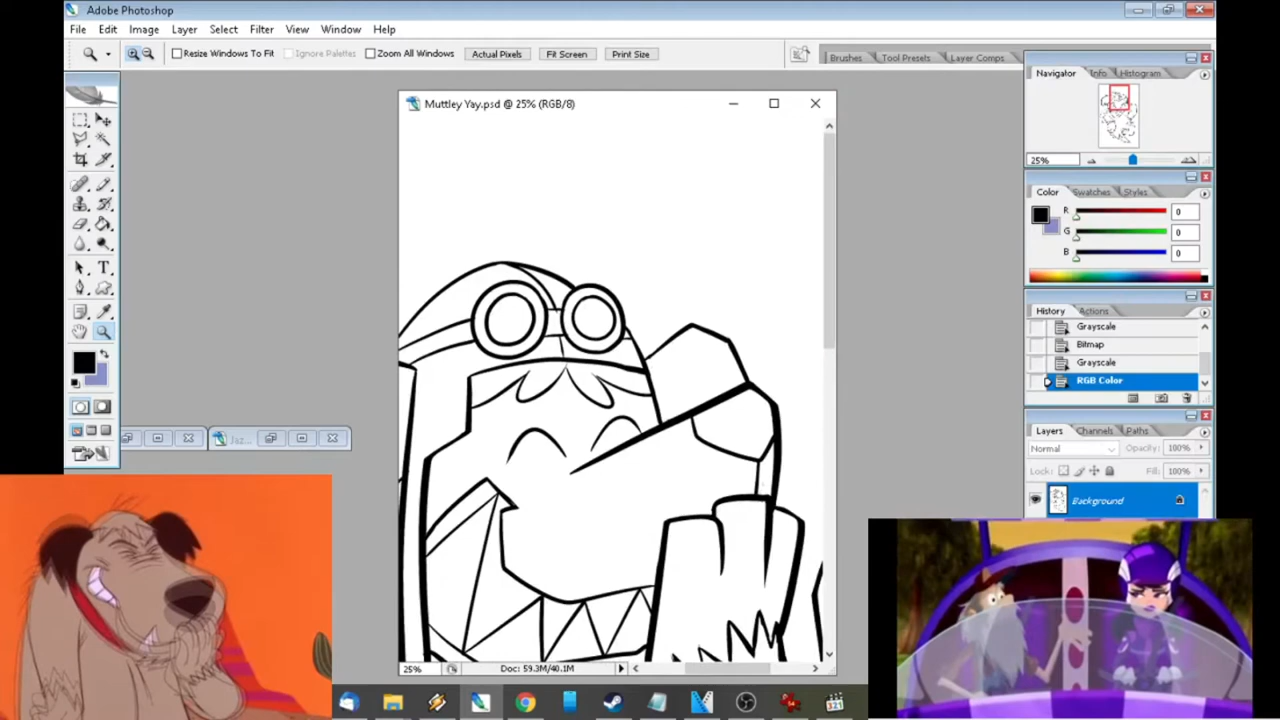 Adobe Photoshop
File Edit Image Layer Select Filter View Window Help
Resize Windows To Fit Ignore Palettes Zoom All Windows Actual Pixels Fit Screen Print Size
Brushes Tool Presets Layer Comps
Muttley Yay.psd @ 25% (RGB/8)
Navigator Info Histogram
25%
Color Swatches Styles
R 0
G 0
B 0
History Actions
Grayscale
Bitmap
Grayscale
RGB Color
Layers Channels Paths
Normal Opacity: 100%
Lock: Fill: 100%
Background
25% Doc: 59.3M/40.1M
321